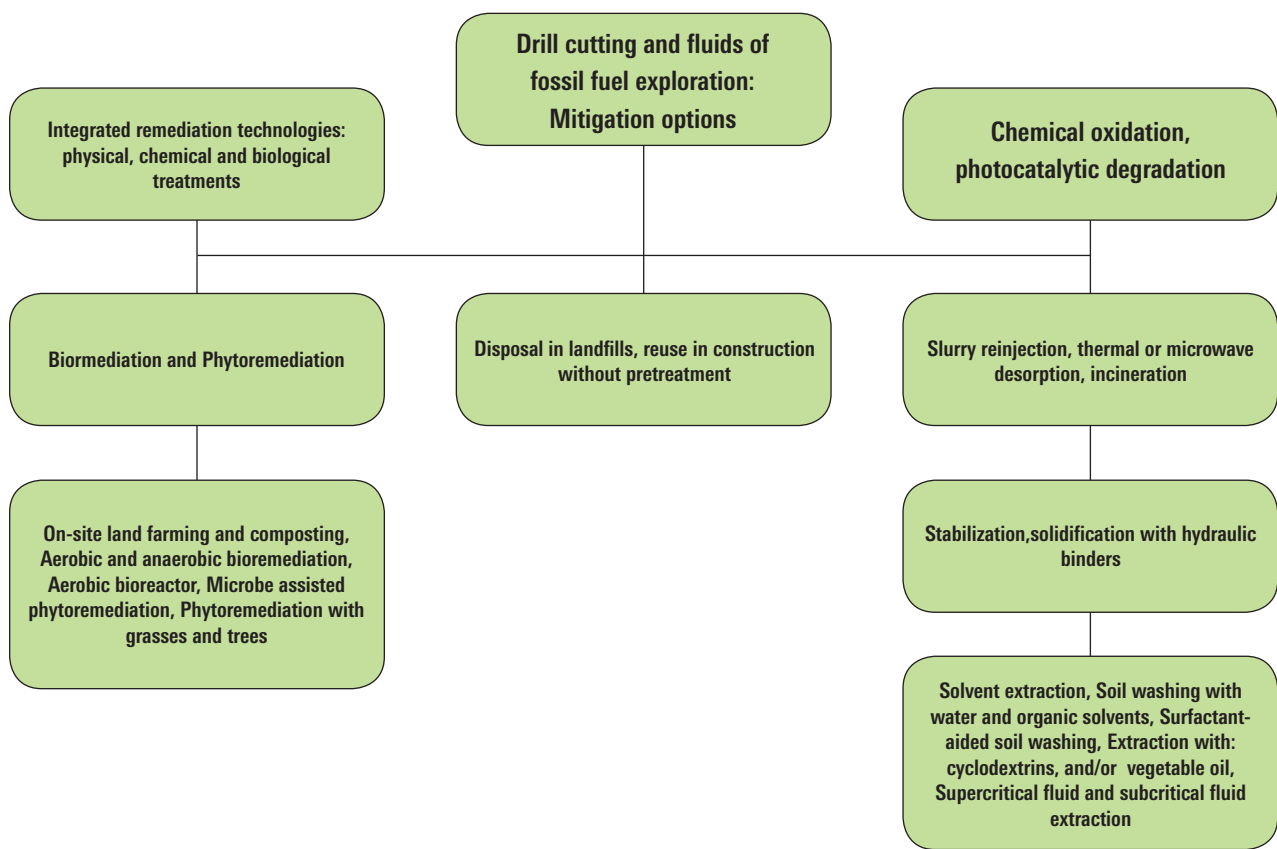 Drill cutting and fluids of
fossil fuel exploration:
Mitigation options
Integrated remediation technologies:
physical, chemical and biological
treatments
Chemical oxidation,
photocatalytic degradation
Biormediation and Phytoremediation
Disposal in landfills, reuse in construction
without pretreatment
Slurry reinjection, thermal or microwave
desorption, incineration
On-site land farming and composting,
Aerobic and anaerobic bioremediation,
Aerobic bioreactor, Microbe assisted
phytoremediation, Phytoremediation with
grasses and trees
Stabilization,solidification with hydraulic
binders
Solvent extraction, Soil washing with
water and organic solvents, Surfactant-
aided soil washing, Extraction with:
cyclodextrins, and/or vegetable oil,
Supercritical fluid and subcritical fluid
extraction